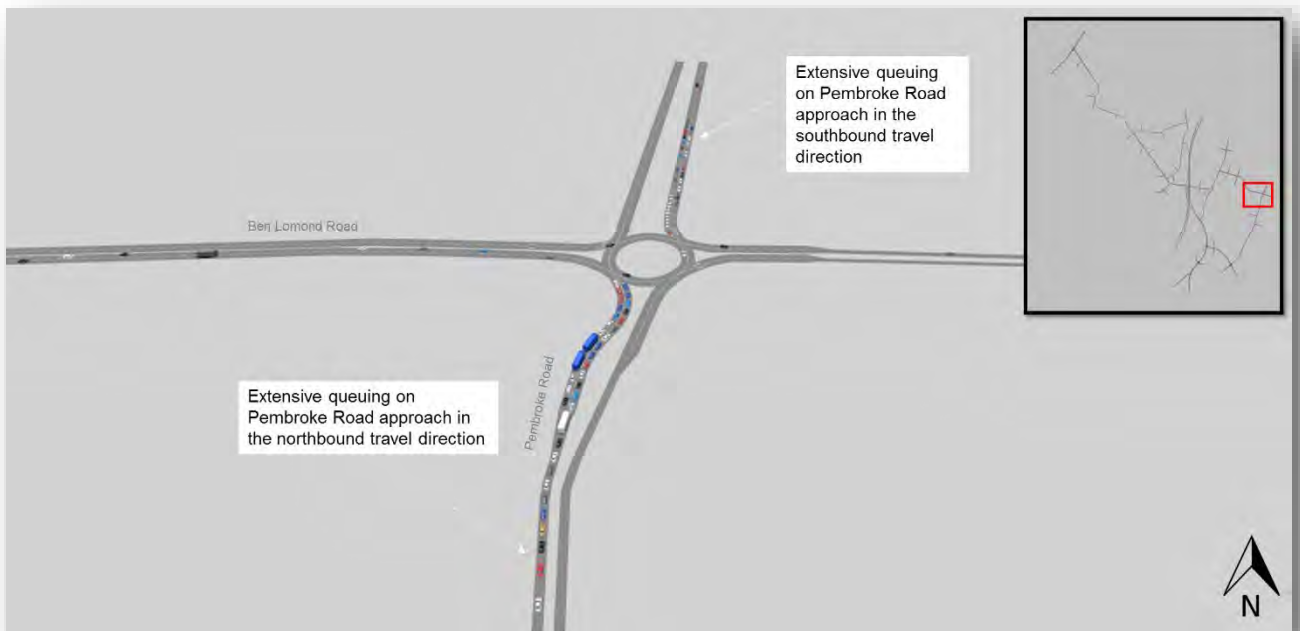 Extensive queuing
on Pembroke Road
approach in the
southbound travel
direction
Ben Lomond Road
Pembroke Road
Extensive queuing on
Pembroke Road approach in
the northbound travel direction
N